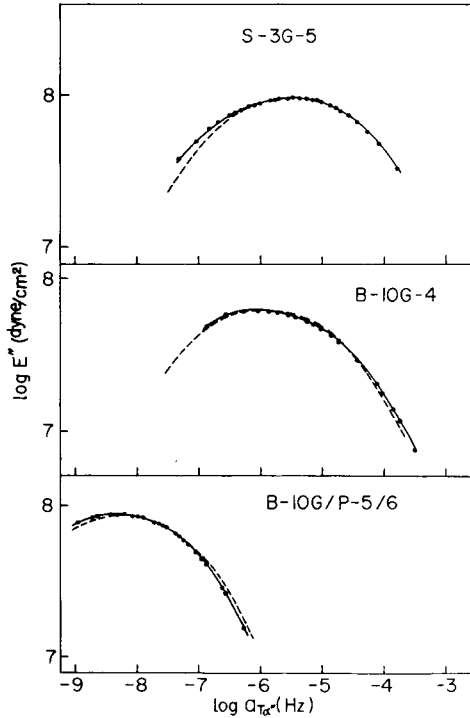 S-3G-5
8
7
B-10G-4
8
7
B-10G/P-5/6
8
7
log E" (dyne/cm²)
-9 -8 -7 -6 -5 -4 -3
log aTα" (Hz)